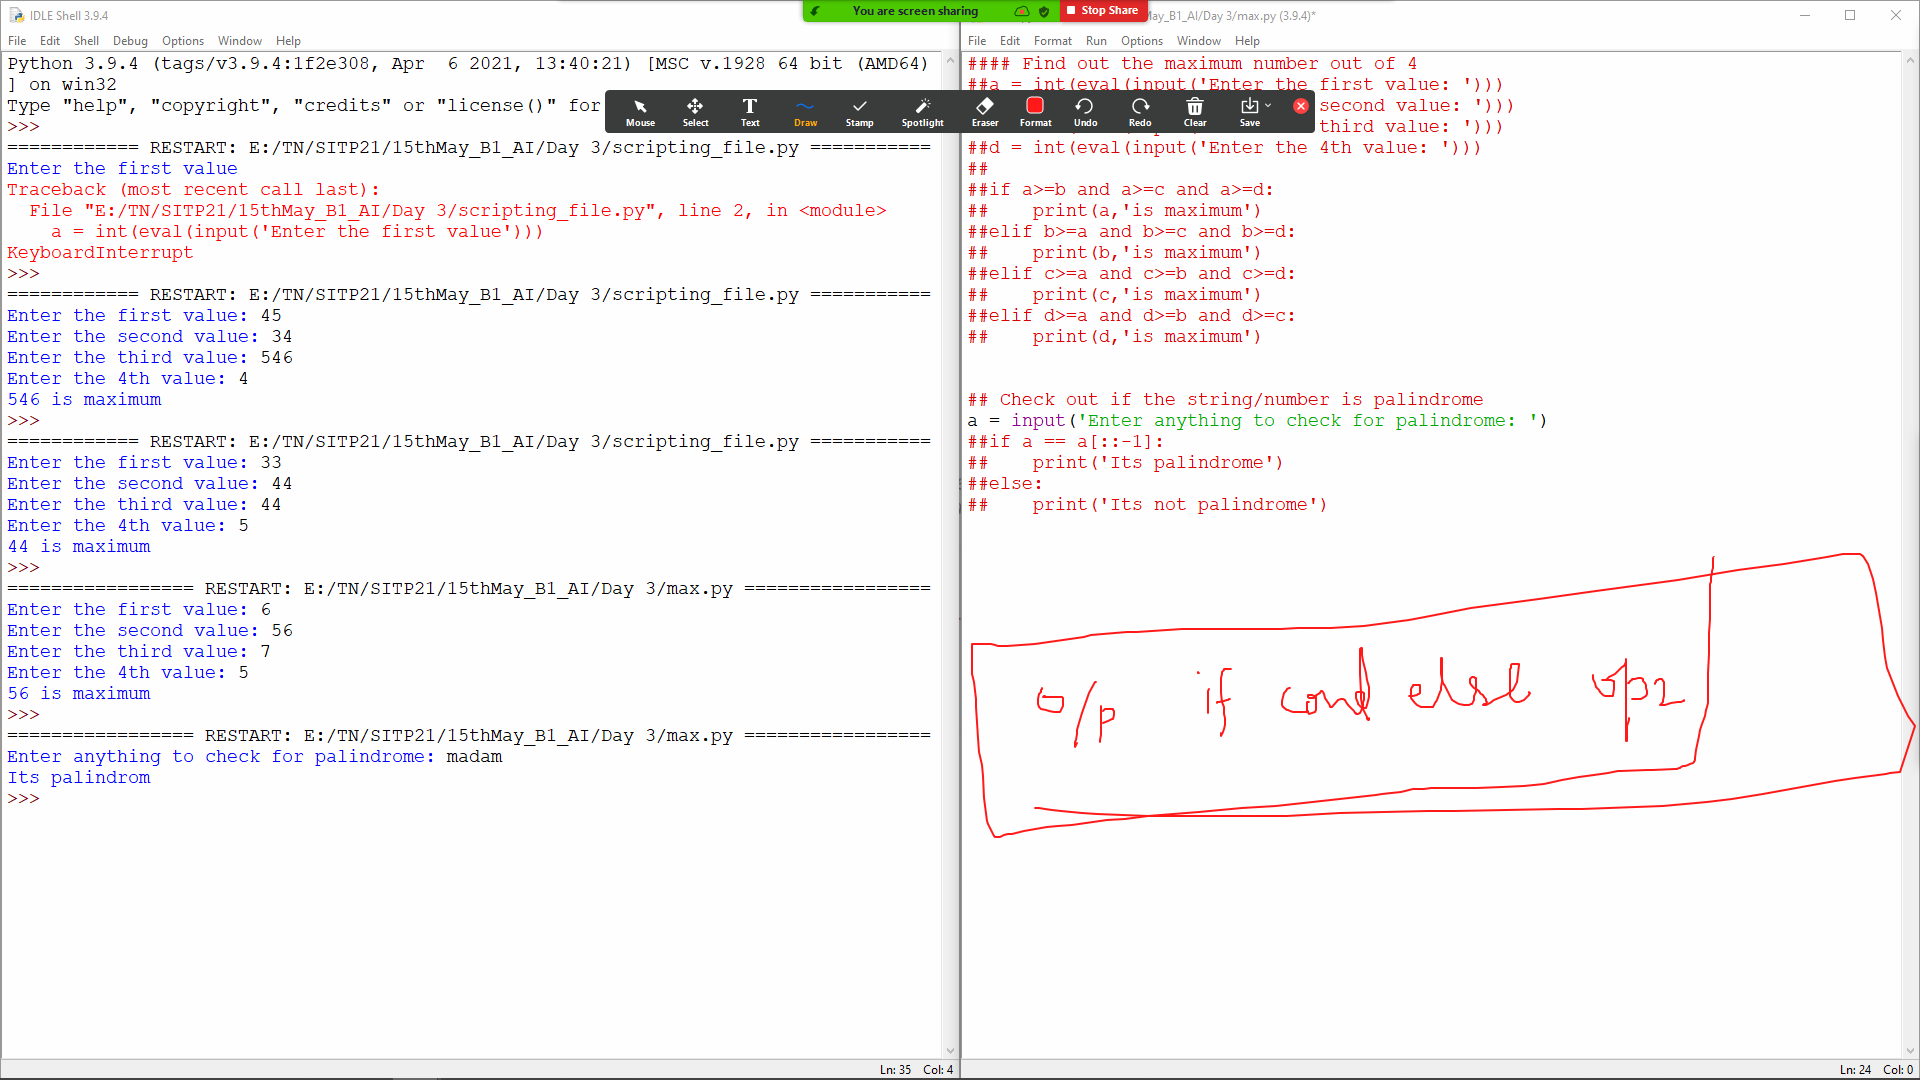 IDLE Shell 3.9.4
File Edit Shell Debug Options Window Help
Python 3.9.4 (tags/v3.9.4:1f2e308, Apr  6 2021, 13:40:21) [MSC v.1928 64 bit (AMD64)
] on win32
Type "help", "copyright", "credits" or "license()" for
>>>
============ RESTART: E:/TN/SITP21/15thMay_B1_AI/Day 3/scripting_file.py ===========
Enter the first value
Traceback (most recent call last):
  File "E:/TN/SITP21/15thMay_B1_AI/Day 3/scripting_file.py", line 2, in <module>
    a = int(eval(input('Enter the first value')))
KeyboardInterrupt
>>>
============ RESTART: E:/TN/SITP21/15thMay_B1_AI/Day 3/scripting_file.py ===========
Enter the first value: 45
Enter the second value: 34
Enter the third value: 546
Enter the 4th value: 4
546 is maximum
>>>
============ RESTART: E:/TN/SITP21/15thMay_B1_AI/Day 3/scripting_file.py ===========
Enter the first value: 33
Enter the second value: 44
Enter the third value: 44
Enter the 4th value: 5
44 is maximum
>>>
================ RESTART: E:/TN/SITP21/15thMay_B1_AI/Day 3/max.py =================
Enter the first value: 6
Enter the second value: 56
Enter the third value: 7
Enter the 4th value: 5
56 is maximum
>>>
================ RESTART: E:/TN/SITP21/15thMay_B1_AI/Day 3/max.py =================
Enter anything to check for palindrome: madam
Its palindrom
>>>
Ln: 35 Col: 4
You are screen sharing Stop Share
Mouse Select Text Draw Stamp Spotlight Eraser Format Undo Redo Clear Save
May_B1_AI/Day 3/max.py (3.9.4)*
File Edit Format Run Options Window Help
#### Find out the maximum number out of 4
##a = int(eval(input('Enter the first value: ')))
second value: ')))
third value: ')))
##d = int(eval(input('Enter the 4th value: ')))
##
##if a>=b and a>=c and a>=d:
##    print(a,'is maximum')
##elif b>=a and b>=c and b>=d:
##    print(b,'is maximum')
##elif c>=a and c>=b and c>=d:
##    print(c,'is maximum')
##elif d>=a and d>=b and d>=c:
##    print(d,'is maximum')
## Check out if the string/number is palindrome
a = input('Enter anything to check for palindrome: ')
##if a == a[::-1]:
##    print('Its palindrome')
##else:
##    print('Its not palindrome')
o/p if cond else op2
Ln: 24 Col: 0